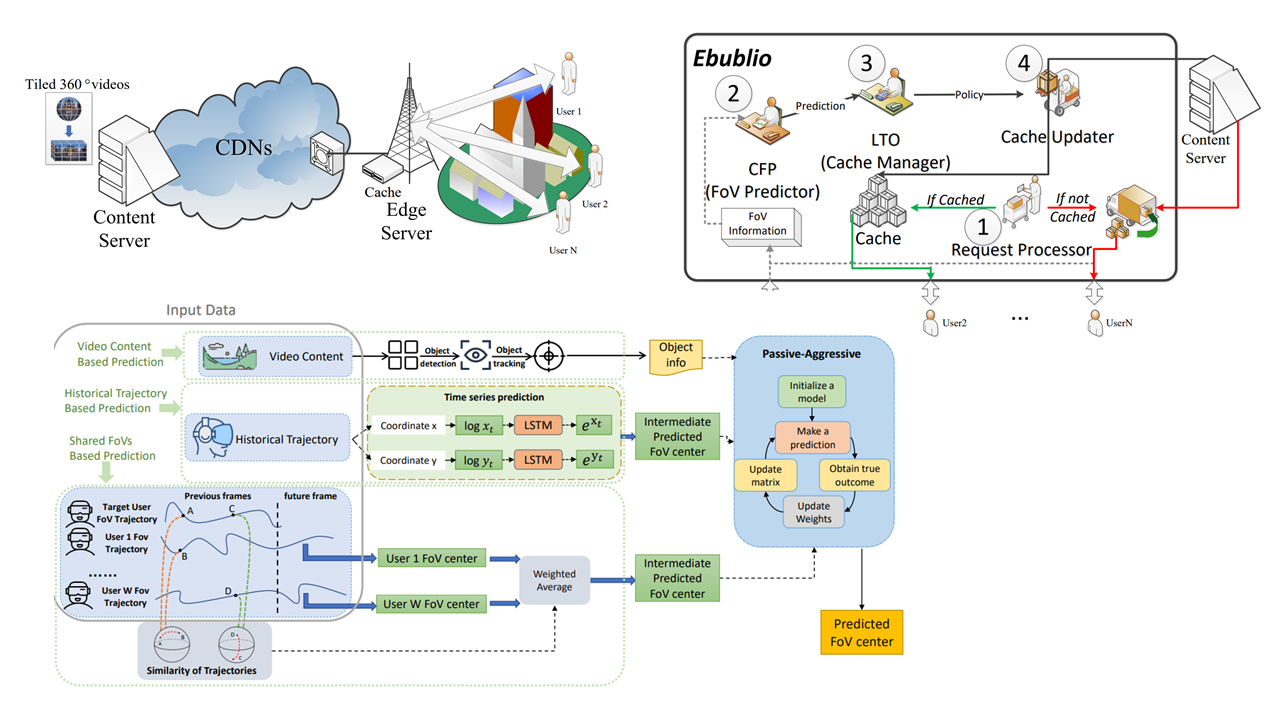 Tiled 360 °videos
CDNs
Content
Server
Cache
Edge
Server
User 1
User 2
User N
Ebublio
2
Prediction
3
Policy
4
CFP
(FoV Predictor)
LTO
(Cache Manager)
Cache Updater
Content
Server
FoV
Information
Cache
If Cached
1
If not
Cached
Request Processor
User2
...
UserN
Input Data
Video Content
Based Prediction
Video Content
Object
detection
Object
tracking
Object
info
Historical Trajectory
Based Prediction
Historical Trajectory
Time series prediction
Coordinate x
log xₜ
LSTM
e^xₜ
Coordinate y
log yₜ
LSTM
e^yₜ
Intermediate
Predicted
FoV center
Shared FoVs
Based Prediction
Previous frames
future frame
Target User
FoV Trajectory
A
C
User 1 Fov
Trajectory
B
......
User W Fov
Trajectory
D
User 1 FoV center
User W FoV center
Weighted
Average
Intermediate
Predicted
FoV center
A
B
D
C
Similarity of Trajectories
Passive-Aggressive
Initialize a
model
Make a
prediction
Update
matrix
Obtain true
outcome
Update
Weights
Predicted
FoV center